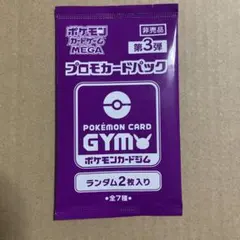 ポケモン
カードゲーム
MEGA
非売品
第3弾
プロモカードパック
POKÉMON CARD
GYM
ポケモンカードジム
ランダム2枚入り
•全7種•